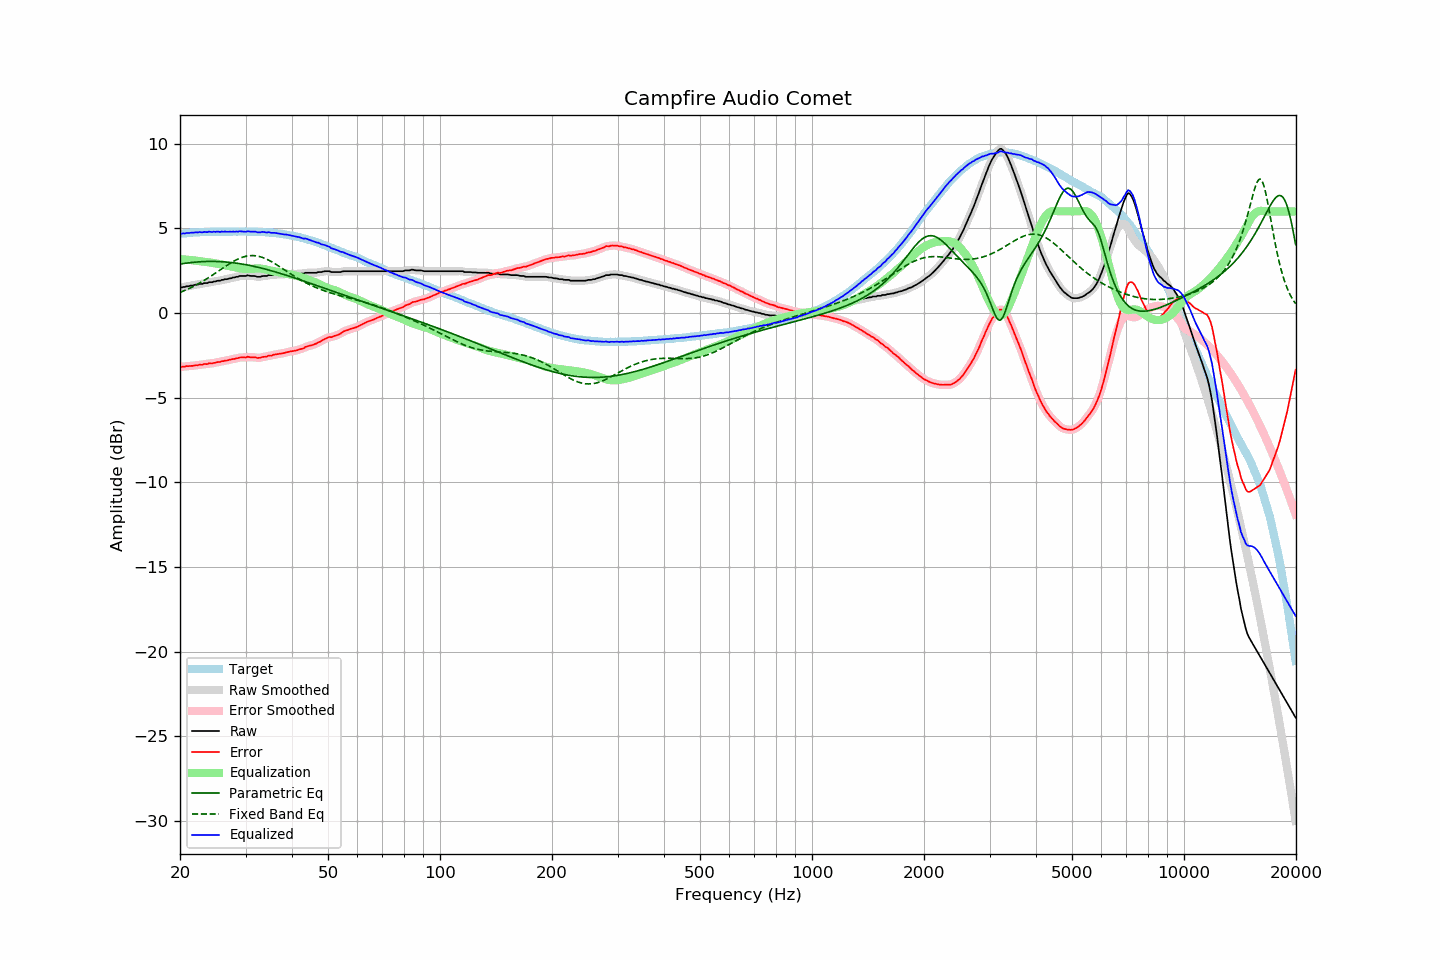 Campfire Audio Comet
10
5
0
−5
−10
−15
−20
−25
−30
Amplitude (dBr)
Target
Raw Smoothed
Error Smoothed
Raw
Error
Equalization
Parametric Eq
Fixed Band Eq
Equalized
20 50 100 200 500 1000 2000 5000 10000 20000
Frequency (Hz)